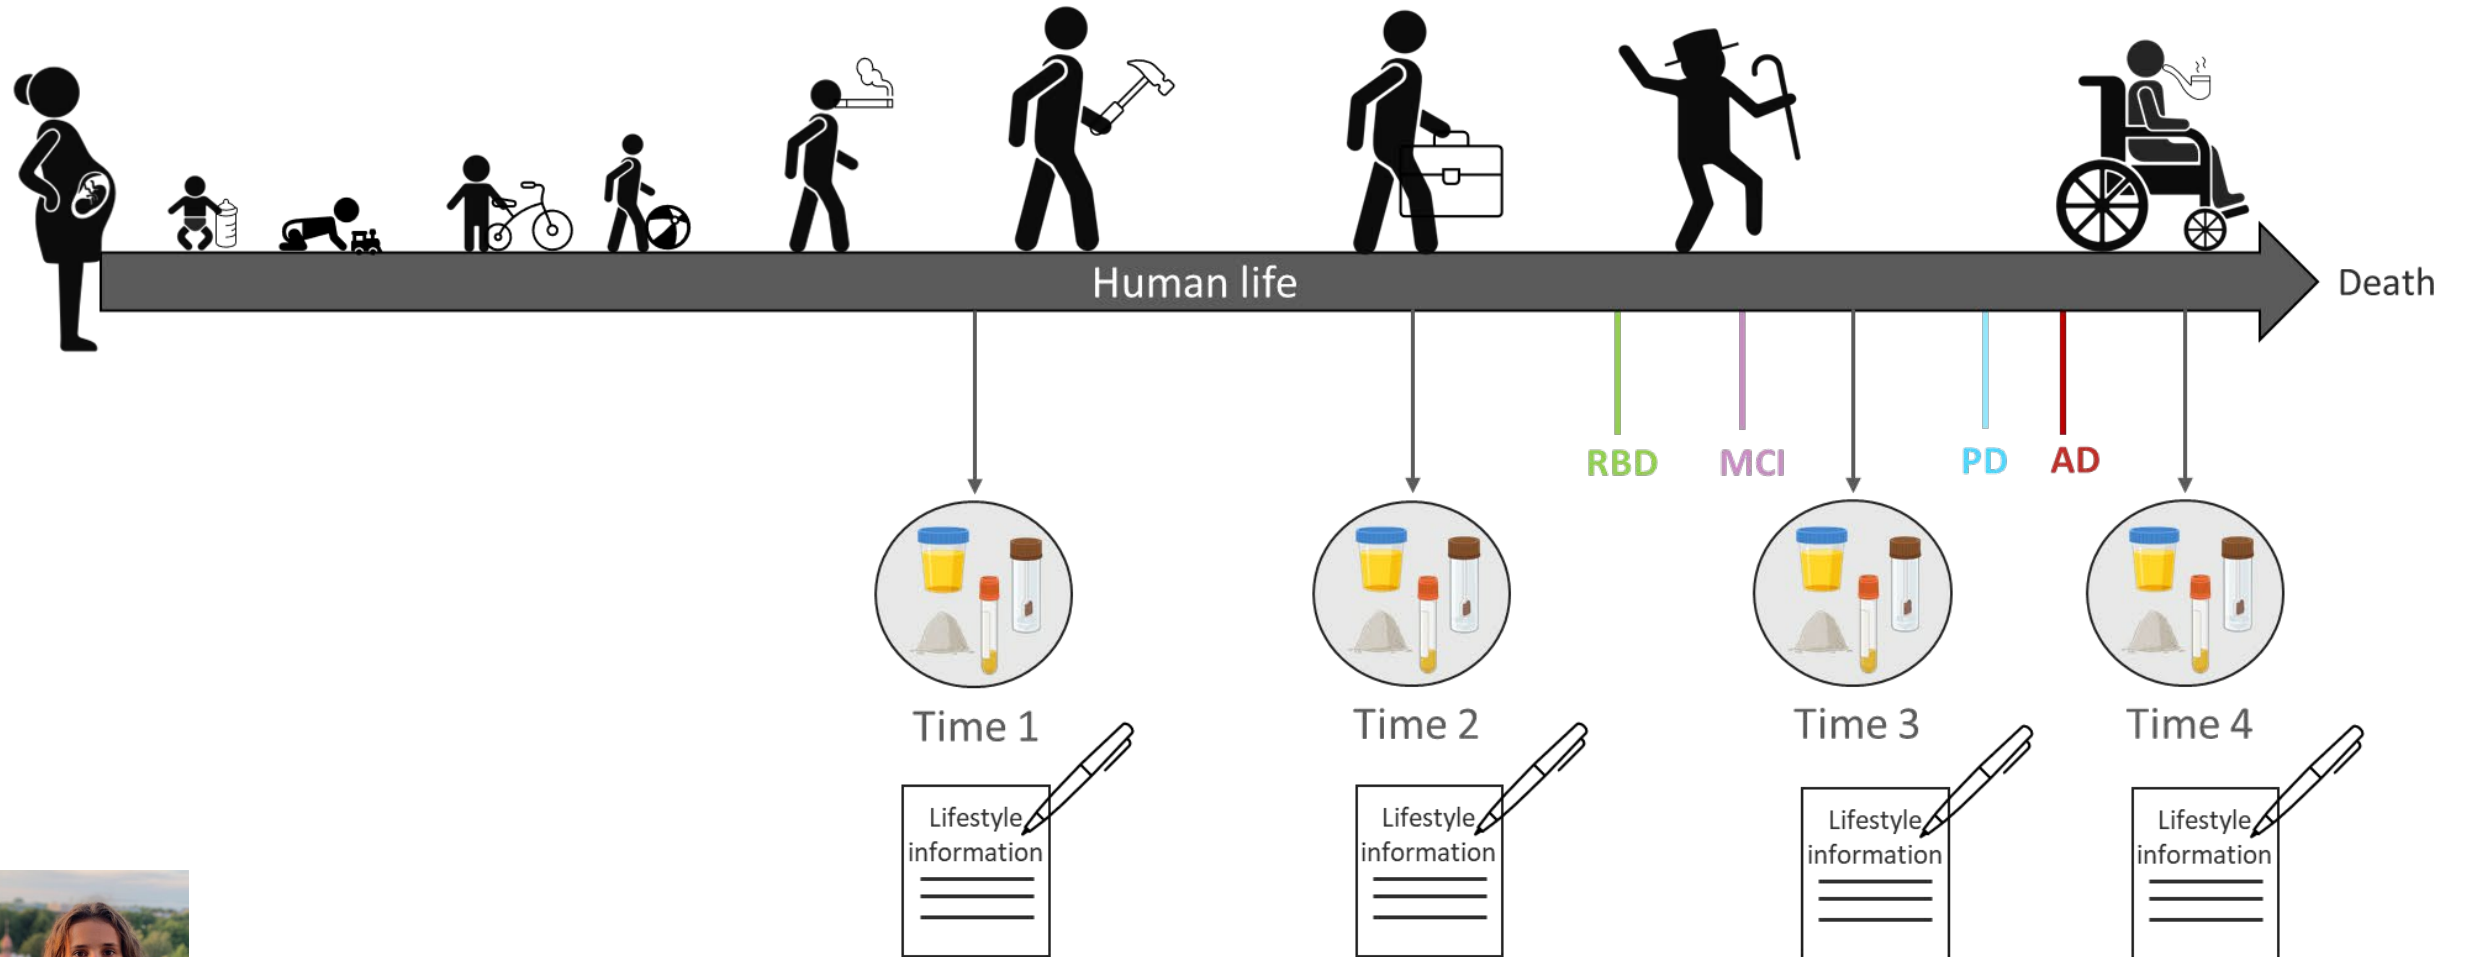 Human life
Death
RBD
MCI
PD
AD
Time 1
Time 2
Time 3
Time 4
Lifestyle
information
Lifestyle
information
Lifestyle
information
Lifestyle
information